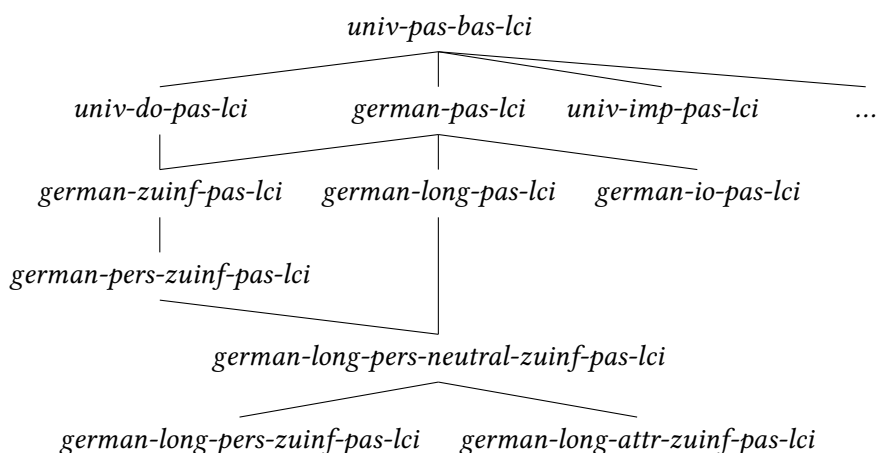 univ-pas-bas-lci
univ-do-pas-lci german-pas-lci univ-imp-pas-lci ...
german-zuinf-pas-lci german-long-pas-lci german-io-pas-lci
german-pers-zuinf-pas-lci
german-long-pers-neutral-zuinf-pas-lci
german-long-pers-zuinf-pas-lci german-long-attr-zuinf-pas-lci